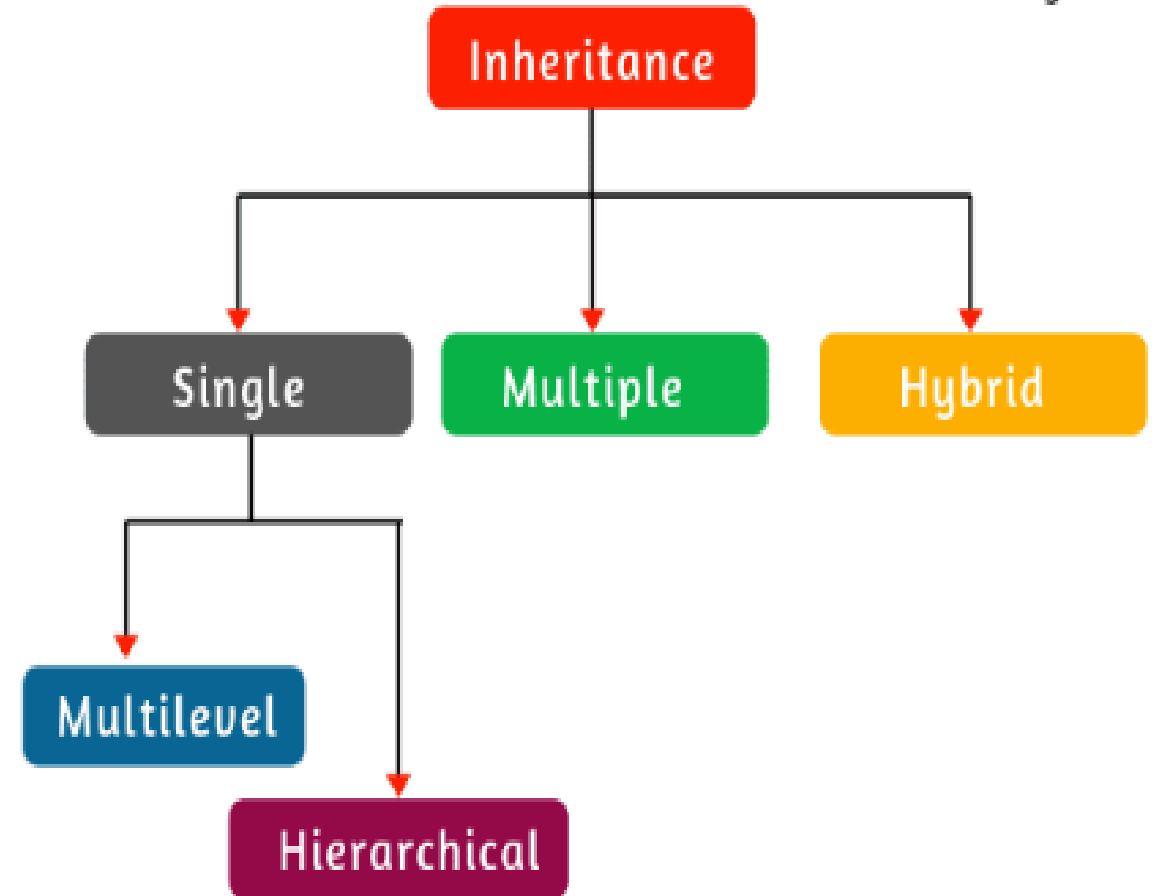 Inheritance
Single
Multiple
Hybrid
Multilevel
Hierarchical